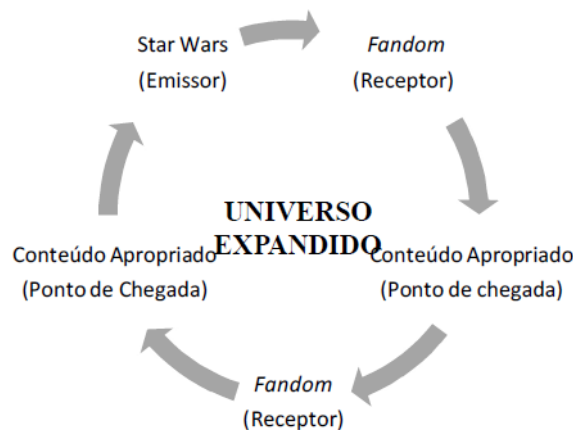 Star Wars
(Emissor)
Fandom
(Receptor)
UNIVERSO
EXPANDIDO
Conteúdo Apropriado
(Ponto de Chegada)
Conteúdo Apropriado
(Ponto de chegada)
Fandom
(Receptor)